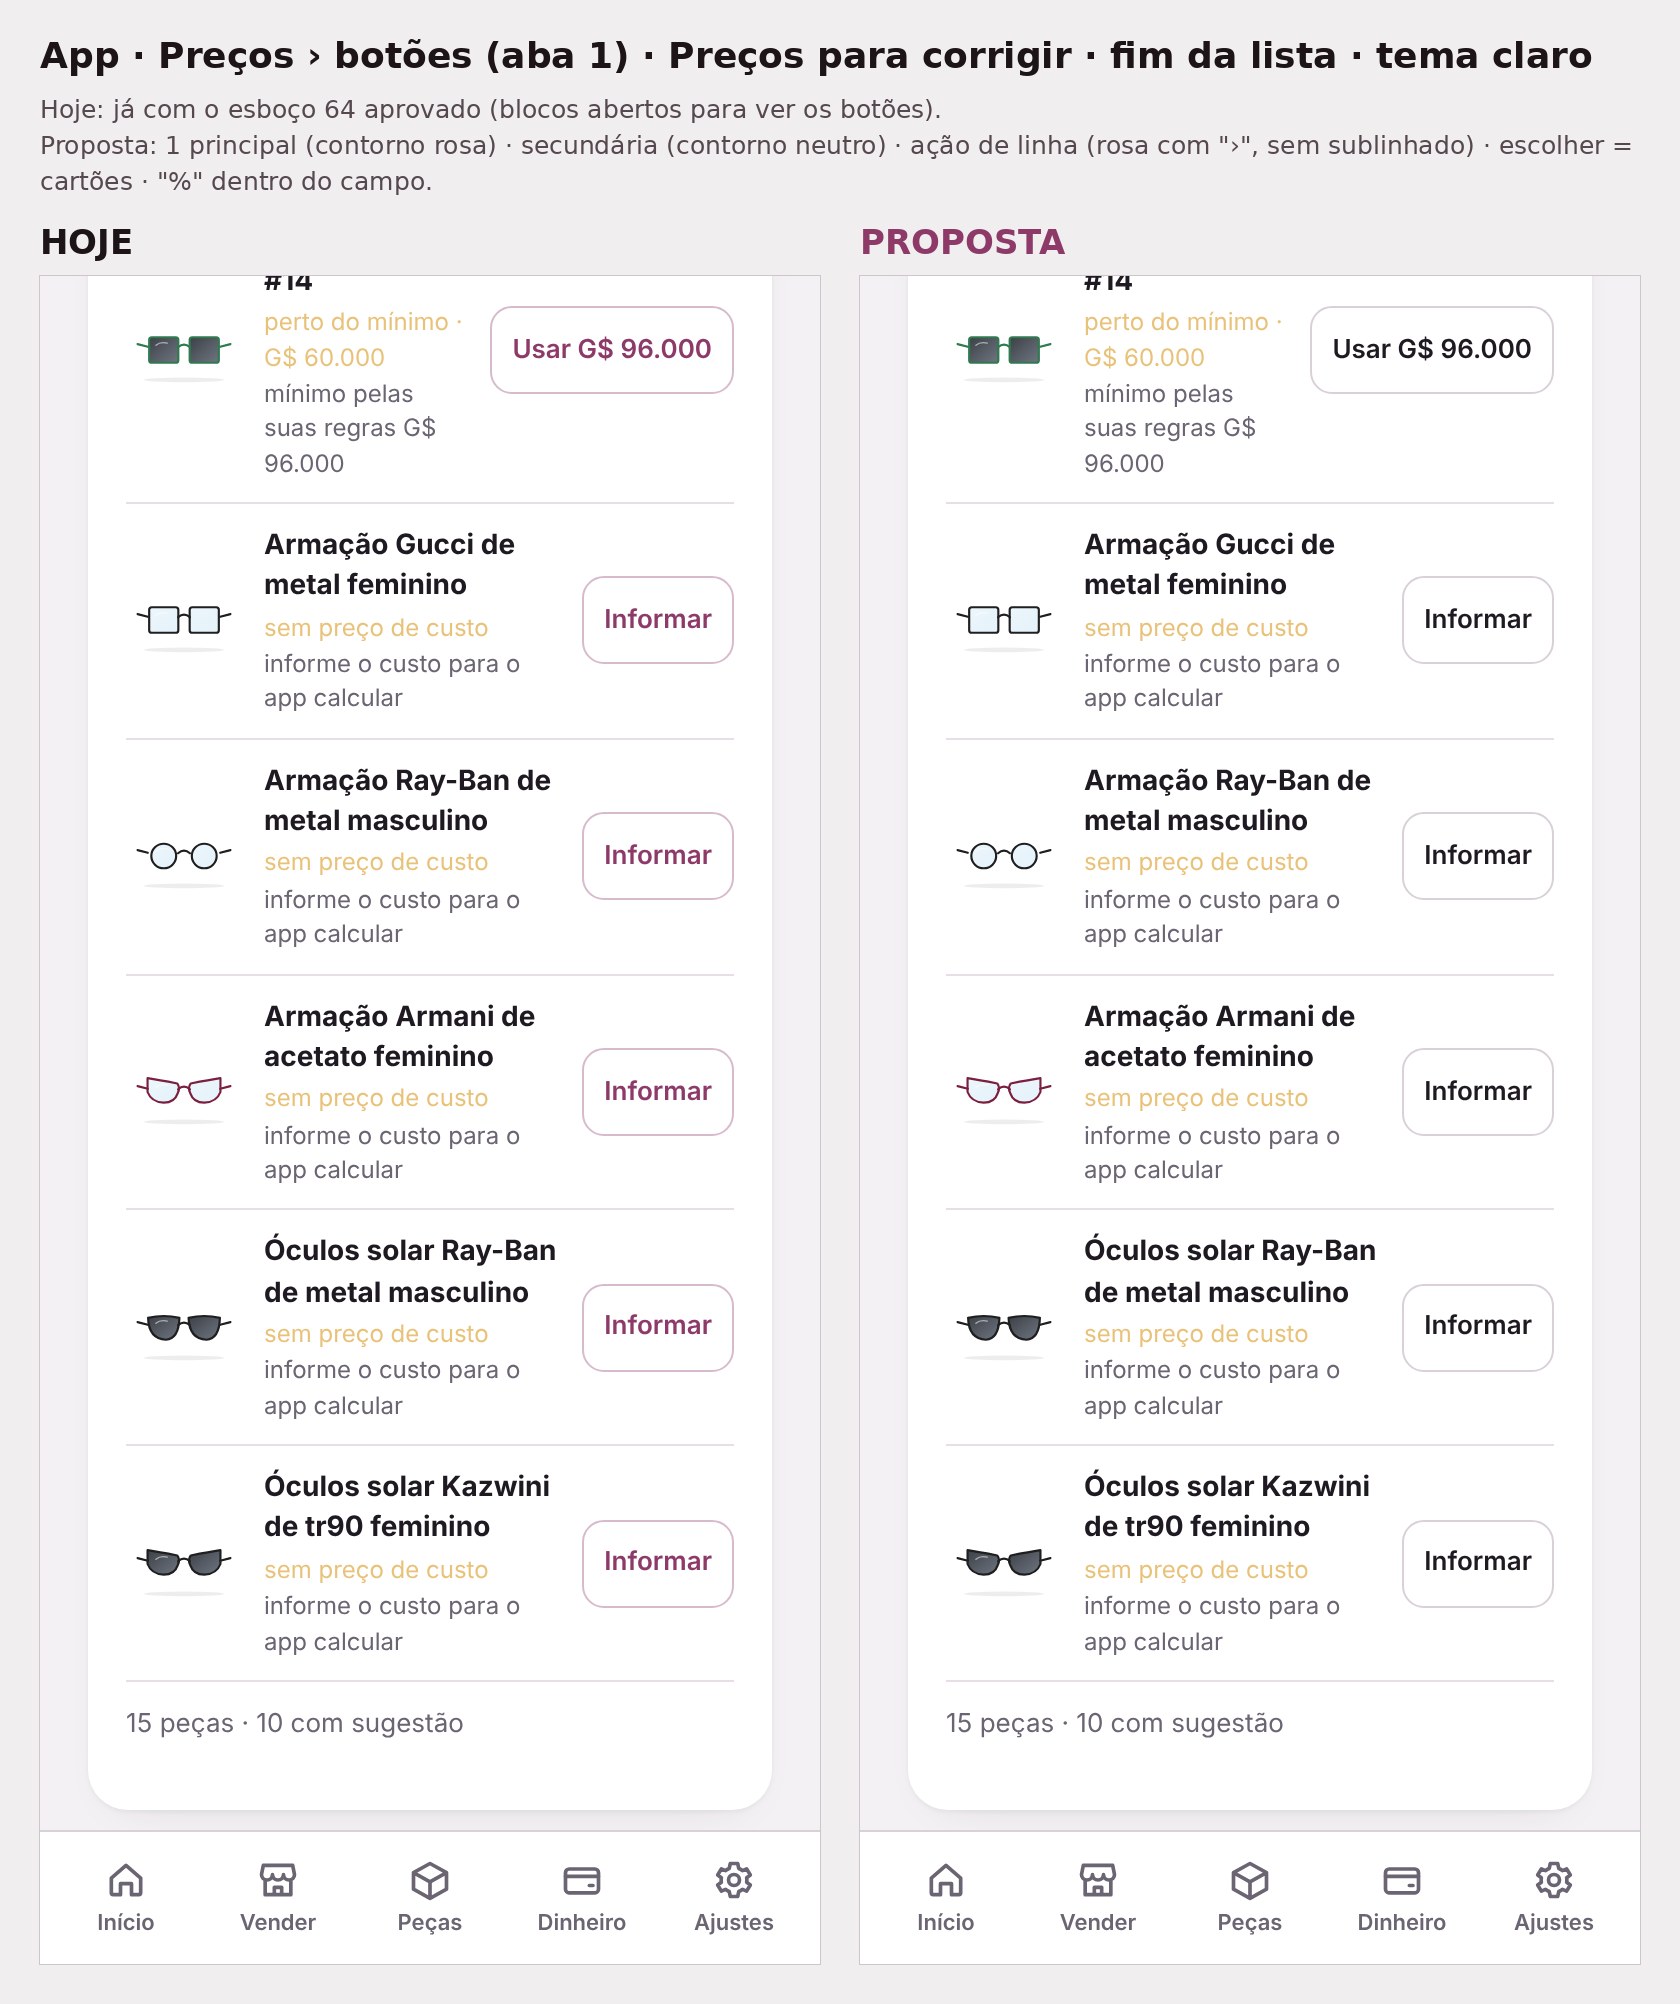 App · Preços › botões (aba 1) · Preços para corrigir · fim da lista · tema claro
Hoje: já com o esboço 64 aprovado (blocos abertos para ver os botões).
Proposta: 1 principal (contorno rosa) · secundária (contorno neutro) · ação de linha (rosa com "›", sem sublinhado) · escolher =
cartões · "%" dentro do campo.
HOJE
#14
perto do mínimo ·
G$ 60.000
mínimo pelas
suas regras G$
96.000
Usar G$ 96.000
Armação Gucci de
metal feminino
sem preço de custo
informe o custo para o
app calcular
Informar
Armação Ray-Ban de
metal masculino
sem preço de custo
informe o custo para o
app calcular
Informar
Armação Armani de
acetato feminino
sem preço de custo
informe o custo para o
app calcular
Informar
Óculos solar Ray-Ban
de metal masculino
sem preço de custo
informe o custo para o
app calcular
Informar
Óculos solar Kazwini
de tr90 feminino
sem preço de custo
informe o custo para o
app calcular
Informar
15 peças · 10 com sugestão
Início
Vender
Peças
Dinheiro
Ajustes
PROPOSTA
#14
perto do mínimo ·
G$ 60.000
mínimo pelas
suas regras G$
96.000
Usar G$ 96.000
Armação Gucci de
metal feminino
sem preço de custo
informe o custo para o
app calcular
Informar
Armação Ray-Ban de
metal masculino
sem preço de custo
informe o custo para o
app calcular
Informar
Armação Armani de
acetato feminino
sem preço de custo
informe o custo para o
app calcular
Informar
Óculos solar Ray-Ban
de metal masculino
sem preço de custo
informe o custo para o
app calcular
Informar
Óculos solar Kazwini
de tr90 feminino
sem preço de custo
informe o custo para o
app calcular
Informar
15 peças · 10 com sugestão
Início
Vender
Peças
Dinheiro
Ajustes